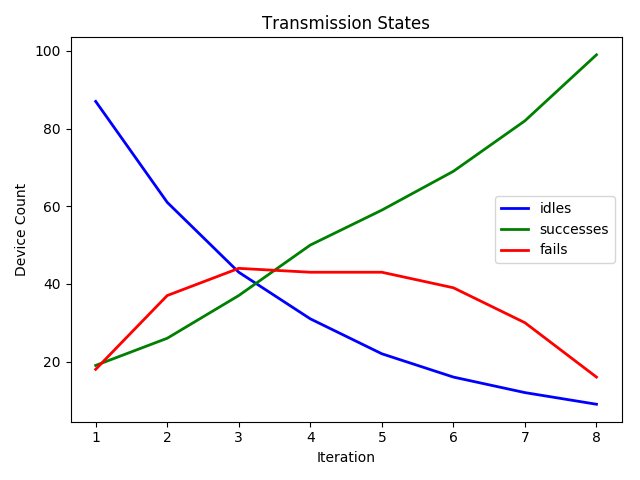 Transmission States
Device Count
100
80
60
40
20
idles
successes
fails
1 2 3 4 5 6 7 8
Iteration